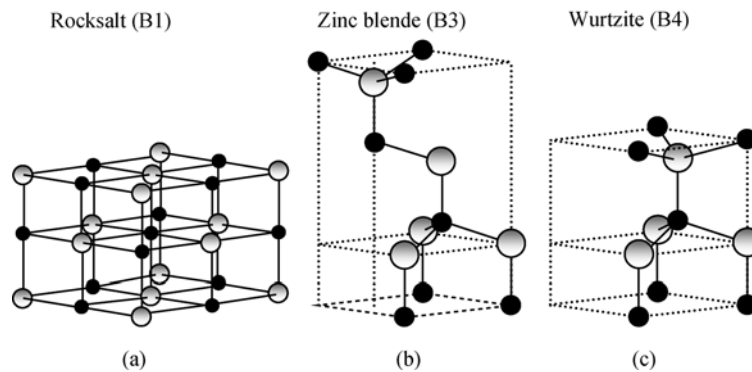 Rocksalt (B1)
Zinc blende (B3)
Wurtzite (B4)
(a)
(b)
(c)